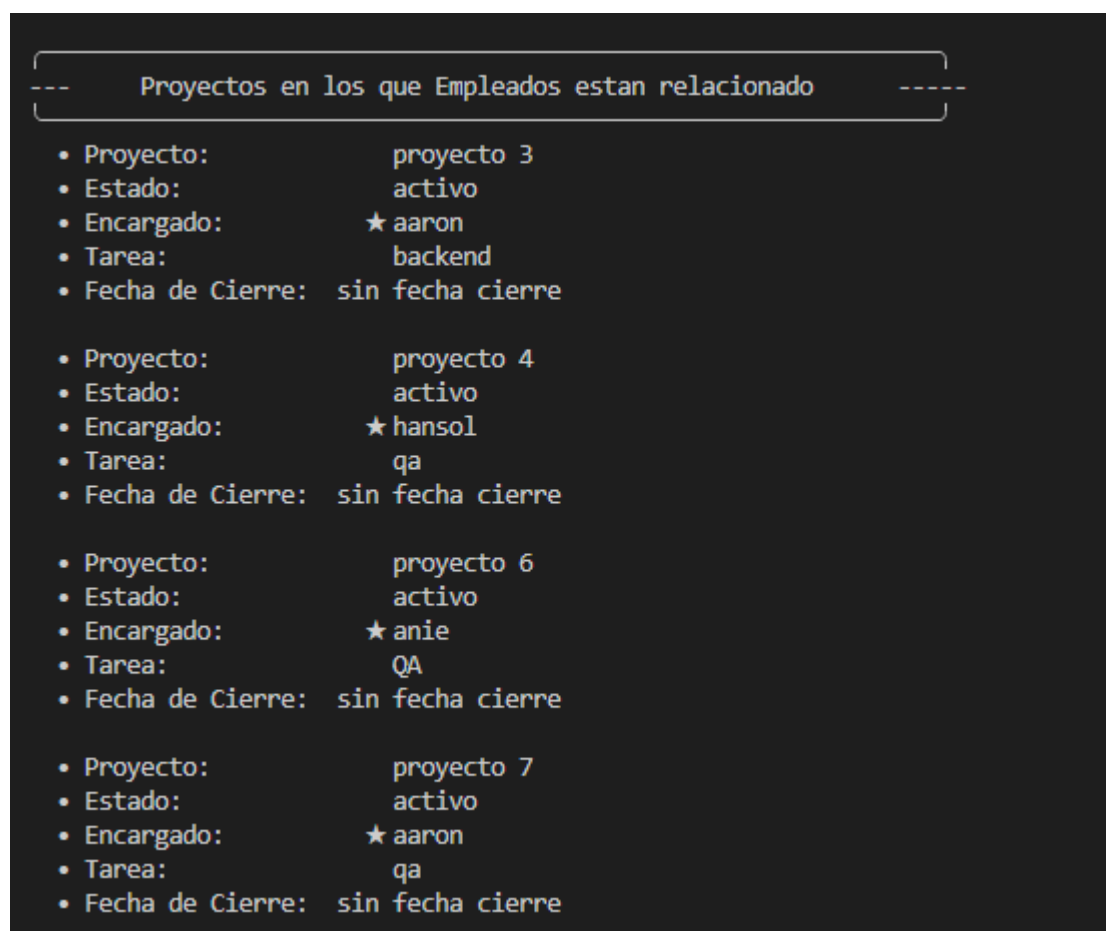 ---     Proyectos en los que Empleados estan relacionado      -----
• Proyecto:             proyecto 3
• Estado:               activo
• Encargado:          ★ aaron
• Tarea:                backend
• Fecha de Cierre:  sin fecha cierre
• Proyecto:             proyecto 4
• Estado:               activo
• Encargado:          ★ hansol
• Tarea:                qa
• Fecha de Cierre:  sin fecha cierre
• Proyecto:             proyecto 6
• Estado:               activo
• Encargado:          ★ anie
• Tarea:                QA
• Fecha de Cierre:  sin fecha cierre
• Proyecto:             proyecto 7
• Estado:               activo
• Encargado:          ★ aaron
• Tarea:                qa
• Fecha de Cierre:  sin fecha cierre